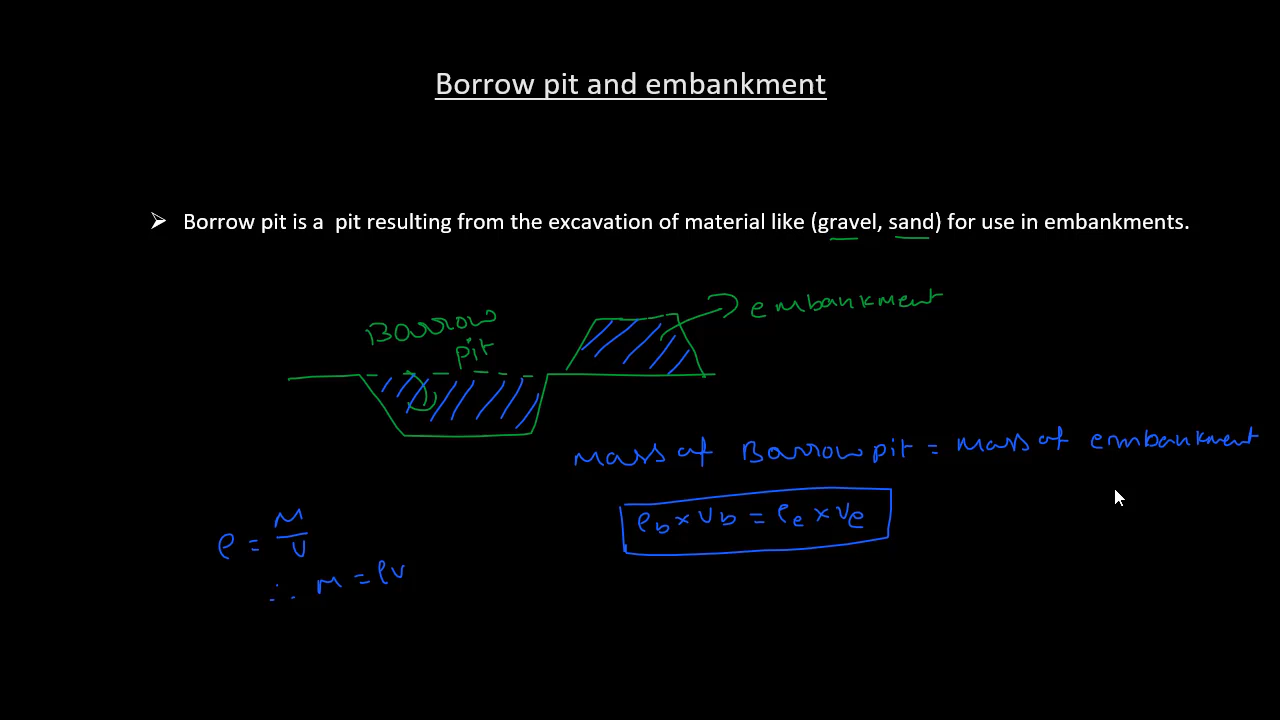 Borrow pit and embankment
➢ Borrow pit is a pit resulting from the excavation of material like (gravel, sand) for use in embankments.
Borrow pit
embankment
Mass of Borrow pit = Mass of embankment
ρb × Vb = ρe × Ve
ρ = M/V
∴ M = ρV